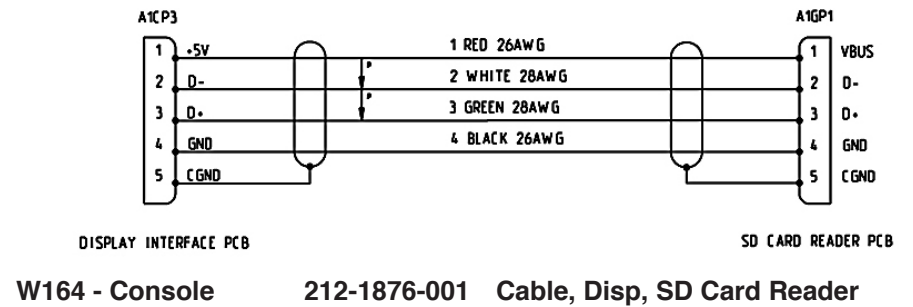 A1CP3 A1GP1
1 +5V 1 RED 26AWG 1 VBUS
P
2 D- 2 WHITE 28AWG 2 D-
P
3 D+ 3 GREEN 28AWG 3 D+
4 GND 4 BLACK 26AWG 4 GND
5 CGND 5 CGND
DISPLAY INTERFACE PCB SD CARD READER PCB
W164 - Console 212-1876-001 Cable, Disp, SD Card Reader